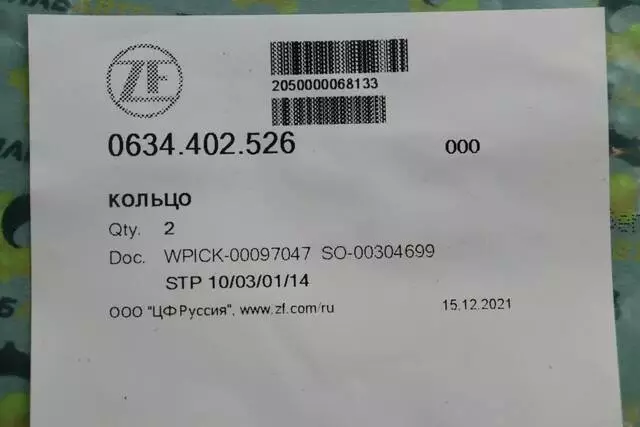 ZF
2050000068133
0634.402.526 000
кольцо
Qty. 2
Doc. WPICK-00097047 SO-00304699
STP 10/03/01/14
ООО "ЦФ Руссия", www.zf.com/ru 15.12.2021